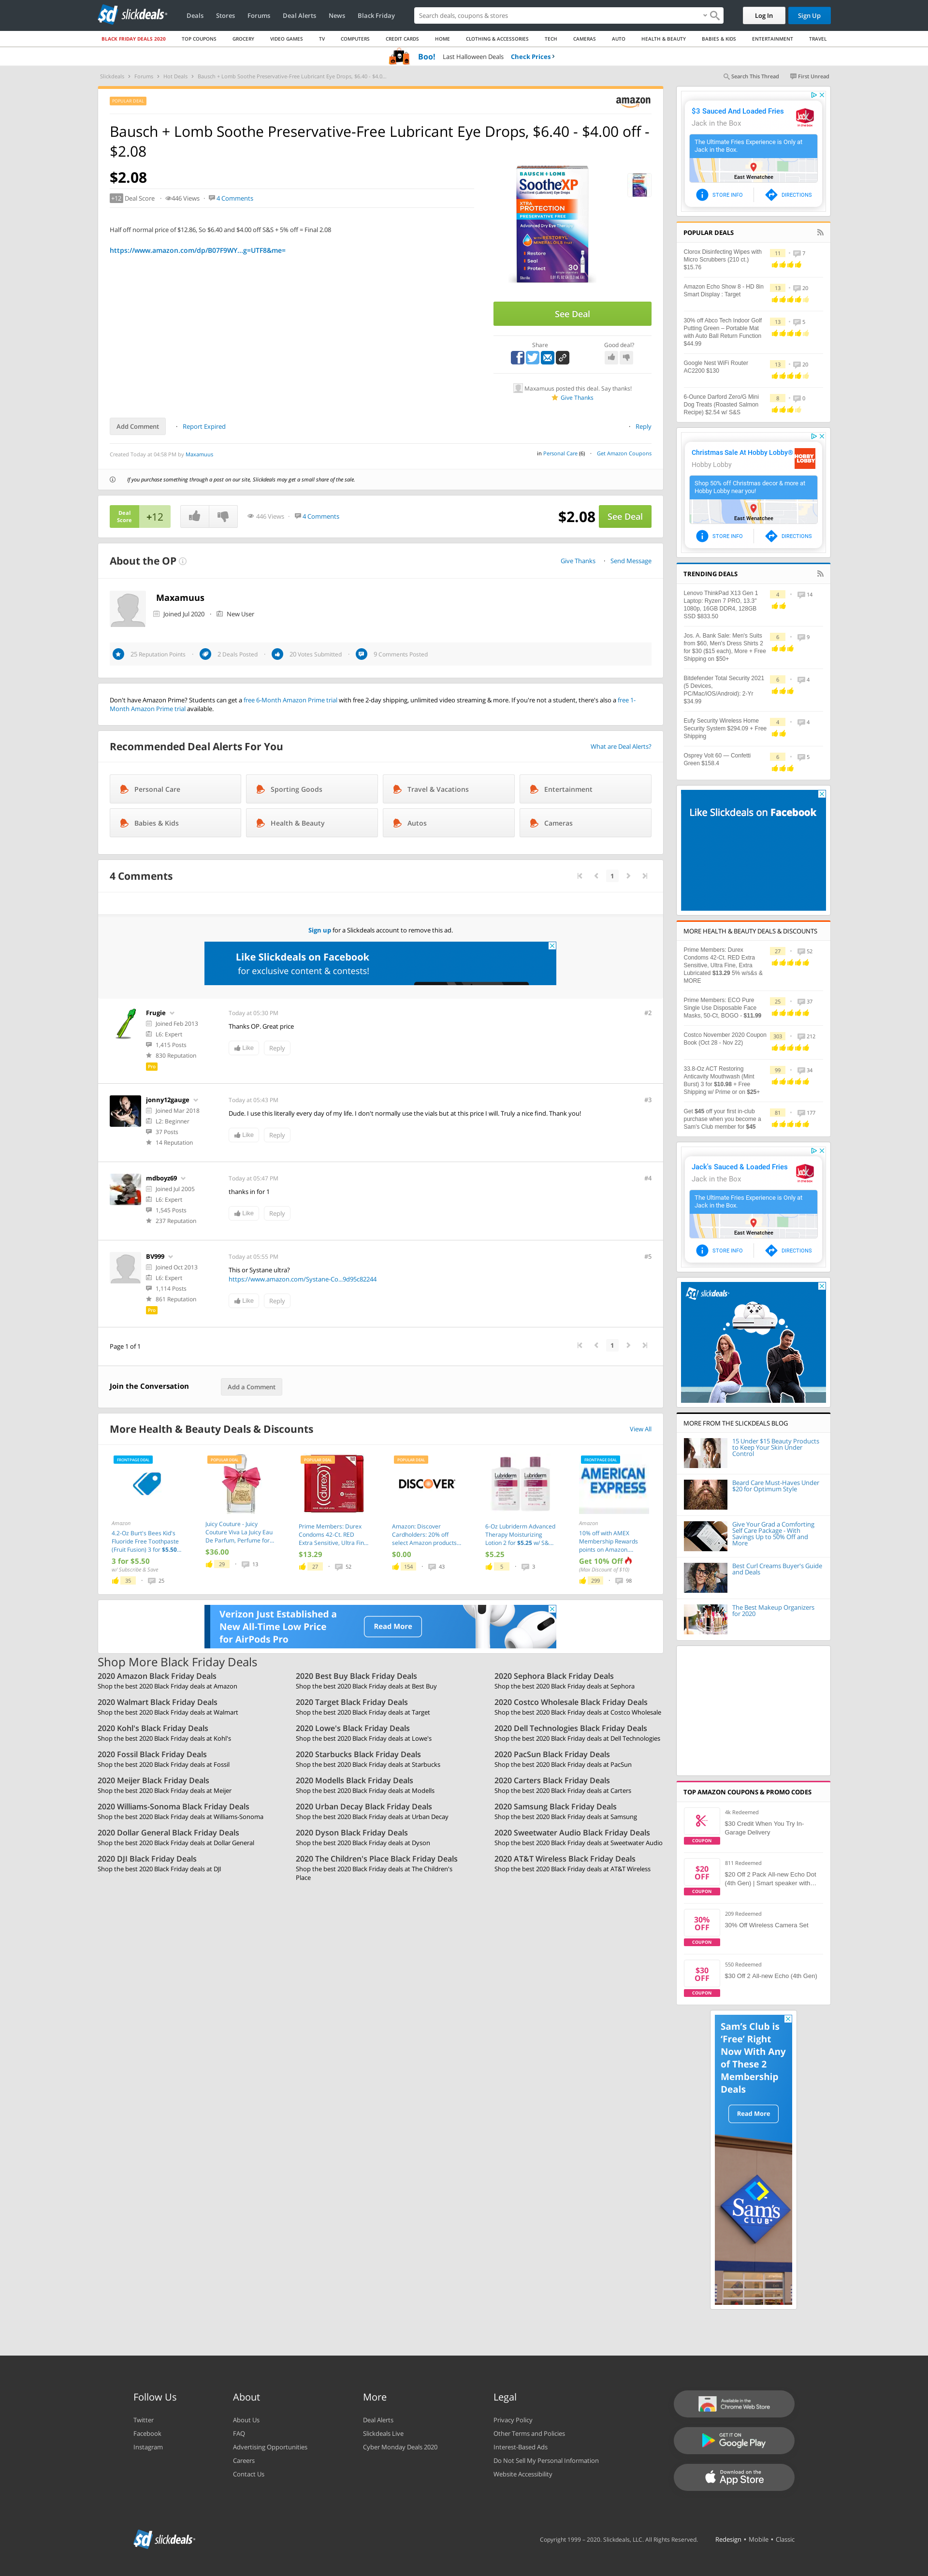 slickdeals
Deals
Stores
Forums
Deal Alerts
News
Black Friday
Search deals, coupons & stores
Log In
Sign Up
BLACK FRIDAY DEALS 2020
TOP COUPONS
GROCERY
VIDEO GAMES
TV
COMPUTERS
CREDIT CARDS
HOME
CLOTHING & ACCESSORIES
TECH
CAMERAS
AUTO
HEALTH & BEAUTY
BABIES & KIDS
ENTERTAINMENT
TRAVEL
Boo! Last Halloween Deals Check Prices
Slickdeals > Forums > Hot Deals > Bausch + Lomb Soothe Preservative Free Lubricant Eye Drops, $6.40 - $4.0...
Search This Thread
First Unread
POPULAR DEAL
amazon
Bausch + Lomb Soothe Preservative-Free Lubricant Eye Drops, $6.40 - $4.00 off -
$2.08
$2.08
+12 Deal Score
446 Views
4 Comments
Half off normal price of $12.86, So $6.40 and $4.00 off S&S + 5% off = Final 2.08
https://www.amazon.com/dp/B07F9WY...g=UTF8&me=
BAUSCH + LOMB
SootheXP
XTRA
PROTECTION
PRESERVATIVE FREE
Advanced Dry Eye Therapy
Restore
Seal
Protect
30
See Deal
Share
Good deal?
Maxamuus posted this deal. Say thanks!
Give Thanks
Add Comment
Report Expired
Reply
Created Today at 04:58 PM by Maxamuus
in Personal Care (6)
Get Amazon Coupons
If you purchase something through a post on our site, Slickdeals may get a small share of the sale.
Deal
Score
+12
446 Views
4 Comments
$2.08
See Deal
About the OP
Give Thanks
Send Message
Maxamuus
Joined Jul 2020
New User
25 Reputation Points
2 Deals Posted
20 Votes Submitted
9 Comments Posted
Don't have Amazon Prime? Students can get a free 6-Month Amazon Prime trial with free 2-day shipping, unlimited video streaming & more. If you're not a student, there's also a free 1-
Month Amazon Prime trial available.
Recommended Deal Alerts For You
What are Deal Alerts?
Personal Care
Sporting Goods
Travel & Vacations
Entertainment
Babies & Kids
Health & Beauty
Autos
Cameras
4 Comments
1
Sign up for a Slickdeals account to remove this ad.
Like Slickdeals on Facebook
for exclusive content & contests!
Frugie
Joined Feb 2013
L6: Expert
1,415 Posts
830 Reputation
Pro
Today at 05:30 PM
#2
Thanks OP. Great price
Like
Reply
jonny12gauge
Joined Mar 2018
L2: Beginner
37 Posts
14 Reputation
Today at 05:43 PM
#3
Dude. I use this literally every day of my life. I don't normally use the vials but at this price I will. Truly a nice find. Thank you!
Like
Reply
mdboyz69
Joined Jul 2005
L6: Expert
1,545 Posts
237 Reputation
Today at 05:47 PM
#4
thanks in for 1
Like
Reply
BV999
Joined Oct 2013
L6: Expert
1,114 Posts
861 Reputation
Pro
Today at 05:55 PM
#5
This or Systane ultra?
https://www.amazon.com/Systane-Co...9d95c82244
Like
Reply
Page 1 of 1
1
Join the Conversation
Add a Comment
More Health & Beauty Deals & Discounts
View All
FRONTPAGE DEAL
Amazon
4.2-Oz Burt's Bees Kid's
Fluoride Free Toothpaste
(Fruit Fusion) 3 for $5.50...
3 for $5.50
w/ Subscribe & Save
35
25
POPULAR DEAL
Juicy Couture - Juicy
Couture Viva La Juicy Eau
De Parfum, Perfume for...
$36.00
29
13
POPULAR DEAL
durex
Prime Members: Durex
Condoms 42-Ct. RED
Extra Sensitive, Ultra Fin...
$13.29
27
52
POPULAR DEAL
DISCOVER
Amazon: Discover
Cardholders: 20% off
select Amazon products...
$0.00
154
43
Lubriderm
Lubriderm
6-Oz Lubriderm Advanced
Therapy Moisturizing
Lotion 2 for $5.25 w/ S&...
$5.25
5
3
FRONTPAGE DEAL
AMERICAN
EXPRESS
Amazon
10% off with AMEX
Membership Rewards
points on Amazon....
Get 10% Off
(Max Discount of $10)
299
98
Verizon Just Established a
New All-Time Low Price
for AirPods Pro
Read More
Shop More Black Friday Deals
2020 Amazon Black Friday Deals
Shop the best 2020 Black Friday deals at Amazon
2020 Best Buy Black Friday Deals
Shop the best 2020 Black Friday deals at Best Buy
2020 Sephora Black Friday Deals
Shop the best 2020 Black Friday deals at Sephora
2020 Walmart Black Friday Deals
Shop the best 2020 Black Friday deals at Walmart
2020 Target Black Friday Deals
Shop the best 2020 Black Friday deals at Target
2020 Costco Wholesale Black Friday Deals
Shop the best 2020 Black Friday deals at Costco Wholesale
2020 Kohl's Black Friday Deals
Shop the best 2020 Black Friday deals at Kohl's
2020 Lowe's Black Friday Deals
Shop the best 2020 Black Friday deals at Lowe's
2020 Dell Technologies Black Friday Deals
Shop the best 2020 Black Friday deals at Dell Technologies
2020 Fossil Black Friday Deals
Shop the best 2020 Black Friday deals at Fossil
2020 Starbucks Black Friday Deals
Shop the best 2020 Black Friday deals at Starbucks
2020 PacSun Black Friday Deals
Shop the best 2020 Black Friday deals at PacSun
2020 Meijer Black Friday Deals
Shop the best 2020 Black Friday deals at Meijer
2020 Modells Black Friday Deals
Shop the best 2020 Black Friday deals at Modells
2020 Carters Black Friday Deals
Shop the best 2020 Black Friday deals at Carters
2020 Williams-Sonoma Black Friday Deals
Shop the best 2020 Black Friday deals at Williams-Sonoma
2020 Urban Decay Black Friday Deals
Shop the best 2020 Black Friday deals at Urban Decay
2020 Samsung Black Friday Deals
Shop the best 2020 Black Friday deals at Samsung
2020 Dollar General Black Friday Deals
Shop the best 2020 Black Friday deals at Dollar General
2020 Dyson Black Friday Deals
Shop the best 2020 Black Friday deals at Dyson
2020 Sweetwater Audio Black Friday Deals
Shop the best 2020 Black Friday deals at Sweetwater Audio
2020 DJI Black Friday Deals
Shop the best 2020 Black Friday deals at DJI
2020 The Children's Place Black Friday Deals
Shop the best 2020 Black Friday deals at The Children's
Place
2020 AT&T Wireless Black Friday Deals
Shop the best 2020 Black Friday deals at AT&T Wireless
$3 Sauced And Loaded Fries
Jack in the Box
The Ultimate Fries Experience is Only at
Jack in the Box.
East Wenatchee
STORE INFO
DIRECTIONS
POPULAR DEALS
Clorox Disinfecting Wipes with
Micro Scrubbers (210 ct.)
$15.76
11
7
Amazon Echo Show 8 - HD 8in
Smart Display : Target
13
20
30% off Abco Tech Indoor Golf
Putting Green – Portable Mat
with Auto Ball Return Function
$44.99
13
5
Google Nest WiFi Router
AC2200 $130
13
20
6-Ounce Darford Zero/G Mini
Dog Treats (Roasted Salmon
Recipe) $2.54 w/ S&S
8
0
Christmas Sale At Hobby Lobby®
Hobby Lobby
HOBBY
LOBBY
Shop 50% off Christmas decor & more at
Hobby Lobby near you!
East Wenatchee
STORE INFO
DIRECTIONS
TRENDING DEALS
Lenovo ThinkPad X13 Gen 1
Laptop: Ryzen 7 PRO, 13.3"
1080p, 16GB DDR4, 128GB
SSD $833.50
4
14
Jos. A. Bank Sale: Men's Suits
from $60, Men's Dress Shirts 2
for $30 ($15 each), More + Free
Shipping on $50+
6
9
Bitdefender Total Security 2021
(5 Devices,
PC/Mac/iOS/Android): 2-Yr
$34.99
6
4
Eufy Security Wireless Home
Security System $294.09 + Free
Shipping
4
4
Osprey Volt 60 — Confetti
Green $158.4
6
5
Like Slickdeals on Facebook
MORE HEALTH & BEAUTY DEALS & DISCOUNTS
Prime Members: Durex
Condoms 42-Ct. RED Extra
Sensitive, Ultra Fine, Extra
Lubricated $13.29 5% w/s&s &
MORE
27
52
Prime Members: ECO Pure
Single Use Disposable Face
Masks, 50-Ct. BOGO - $11.99
25
37
Costco November 2020 Coupon
Book (Oct 28 - Nov 22)
303
212
33.8-Oz ACT Restoring
Anticavity Mouthwash (Mint
Burst) 3 for $10.98 + Free
Shipping w/ Prime or on $25+
99
34
Get $45 off your first in-club
purchase when you become a
Sam's Club member for $45
81
177
Jack's Sauced & Loaded Fries
Jack in the Box
The Ultimate Fries Experience is Only at
Jack in the Box.
East Wenatchee
STORE INFO
DIRECTIONS
slickdeals
MORE FROM THE SLICKDEALS BLOG
15 Under $15 Beauty Products
to Keep Your Skin Under
Control
Beard Care Must-Haves Under
$20 for Optimum Style
Give Your Grad a Comforting
Self Care Package - With
Savings Up to 50% Off and
More
Best Curl Creams Buyer's Guide
and Deals
The Best Makeup Organizers
for 2020
TOP AMAZON COUPONS & PROMO CODES
COUPON
4k Redeemed
$30 Credit When You Try In-
Garage Delivery
$20
OFF
COUPON
811 Redeemed
$20 Off 2 Pack All-new Echo Dot
(4th Gen) | Smart speaker with...
30%
OFF
COUPON
209 Redeemed
30% Off Wireless Camera Set
$30
OFF
COUPON
550 Redeemed
$30 Off 2 All-new Echo (4th Gen)
Sam's Club is
'Free' Right
Now With Any
of These 2
Membership
Deals
Read More
Sam's
CLUB
Follow Us
Twitter
Facebook
Instagram
About
About Us
FAQ
Advertising Opportunities
Careers
Contact Us
More
Deal Alerts
Slickdeals Live
Cyber Monday Deals 2020
Legal
Privacy Policy
Other Terms and Policies
Interest-Based Ads
Do Not Sell My Personal Information
Website Accessibility
Available in the
Chrome Web Store
GET IT ON
Google Play
Download on the
App Store
slickdeals
Copyright 1999 - 2020. Slickdeals, LLC. All Rights Reserved.
Redesign • Mobile • Classic